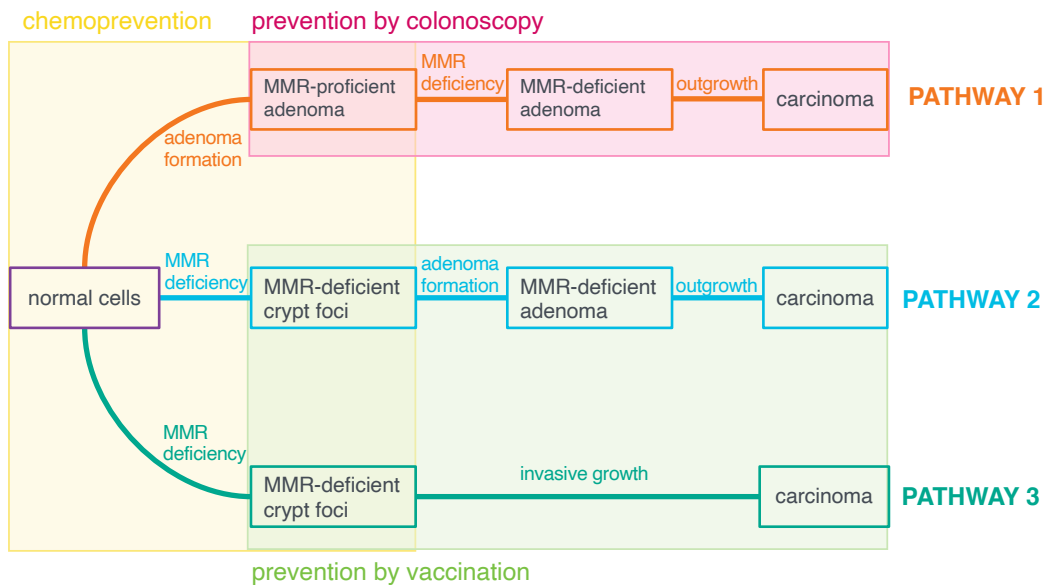 chemoprevention
prevention by colonoscopy
MMR-proficient
adenoma
MMR
deficiency
MMR-deficient
adenoma
outgrowth
carcinoma
PATHWAY 1
adenoma
formation
normal cells
MMR
deficiency
MMR-deficient
crypt foci
adenoma
formation
MMR-deficient
adenoma
outgrowth
carcinoma
PATHWAY 2
MMR
deficiency
MMR-deficient
crypt foci
invasive growth
carcinoma
PATHWAY 3
prevention by vaccination